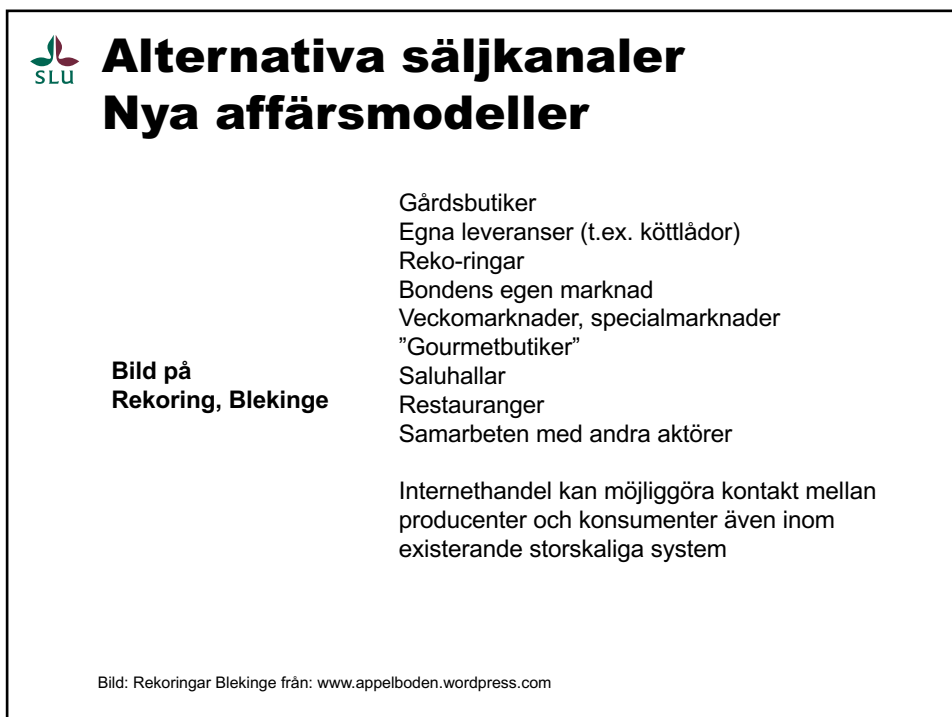 SLU
Alternativa säljkanaler
Nya affärsmodeller
Gårdsbutiker
Egna leveranser (t.ex. köttlådor)
Reko-ringar
Bondens egen marknad
Veckomarknader, specialmarknader
”Gourmetbutiker”
Saluhallar
Restauranger
Samarbeten med andra aktörer
Bild på
Rekoring, Blekinge
Internethandel kan möjliggöra kontakt mellan
producenter och konsumenter även inom
existerande storskaliga system
Bild: Rekoringar Blekinge från: www.appelboden.wordpress.com